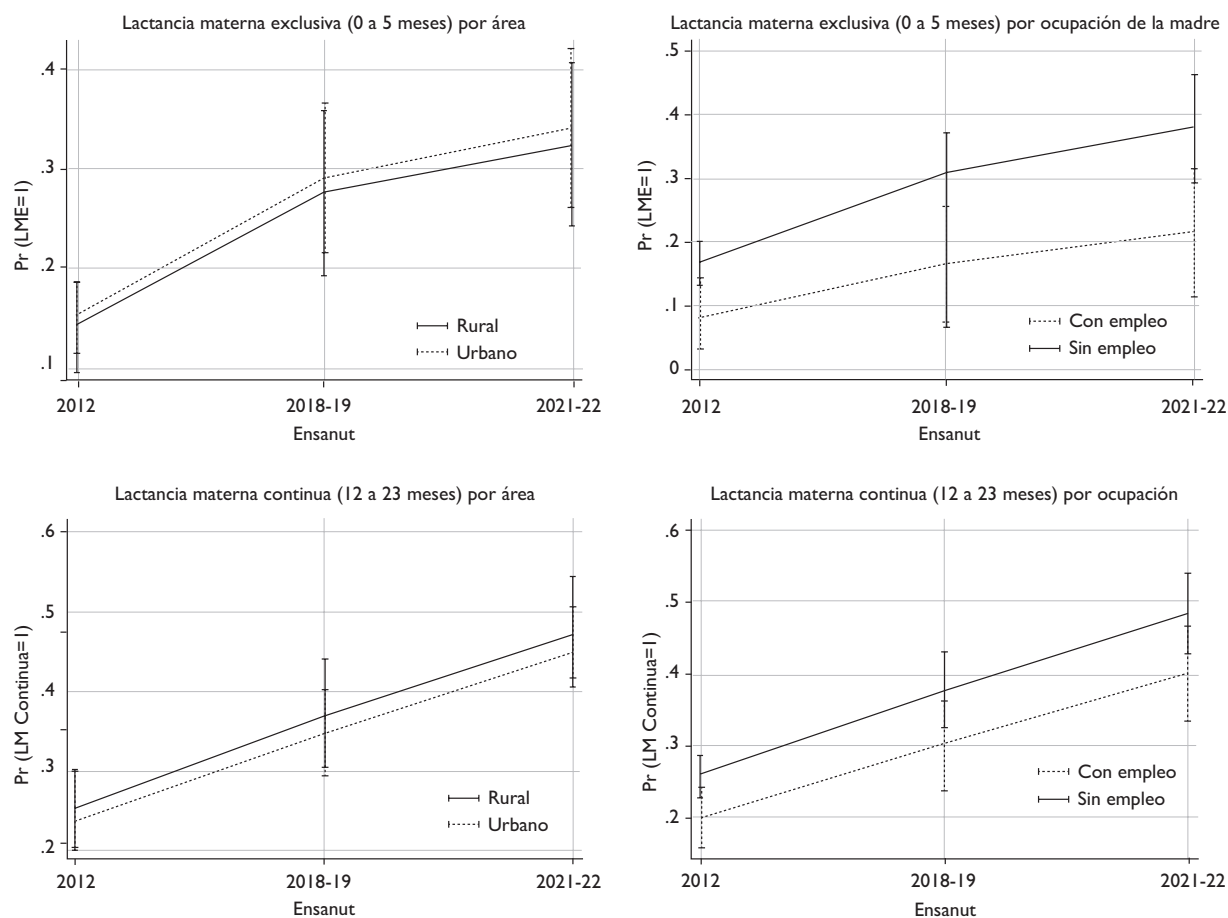 Lactancia materna exclusiva (0 a 5 meses) por área
Pr (LME=1)
.4
.3
.2
.1
Rural
Urbano
2012
2018-19
2021-22
Ensanut
Lactancia materna exclusiva (0 a 5 meses) por ocupación de la madre
Pr (LME=1)
.5
.4
.3
.2
0.1
0
Con empleo
Sin empleo
2012
2018-19
2021-22
Ensanut
Lactancia materna continua (12 a 23 meses) por área
Pr (LM Continua=1)
.6
.5
.4
.3
.2
Rural
Urbano
2012
2018-19
2021-22
Ensanut
Lactancia materna continua (12 a 23 meses) por ocupación
Pr (LM Continua=1)
.6
.5
.4
.3
.2
Con empleo
Sin empleo
2012
2018-19
2021-22
Ensanut